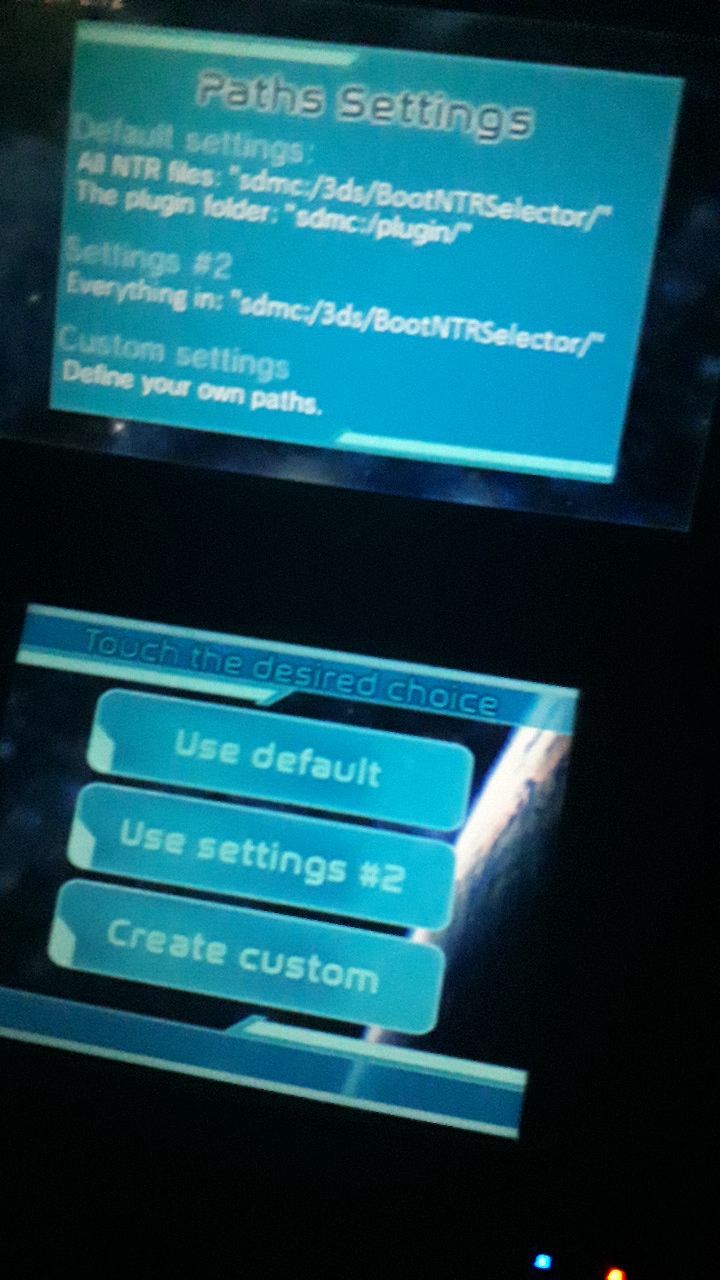 Paths Settings
Default settings:
All NTR files: "sdmc:/3ds/BootNTRSelector/"
The plugin folder: "sdmc:/plugin/"
Settings #2
Everything in: "sdmc:/3ds/BootNTRSelector/"
Custom settings
Define your own paths.
Touch the desired choice
Use default
Use settings #2
Create custom